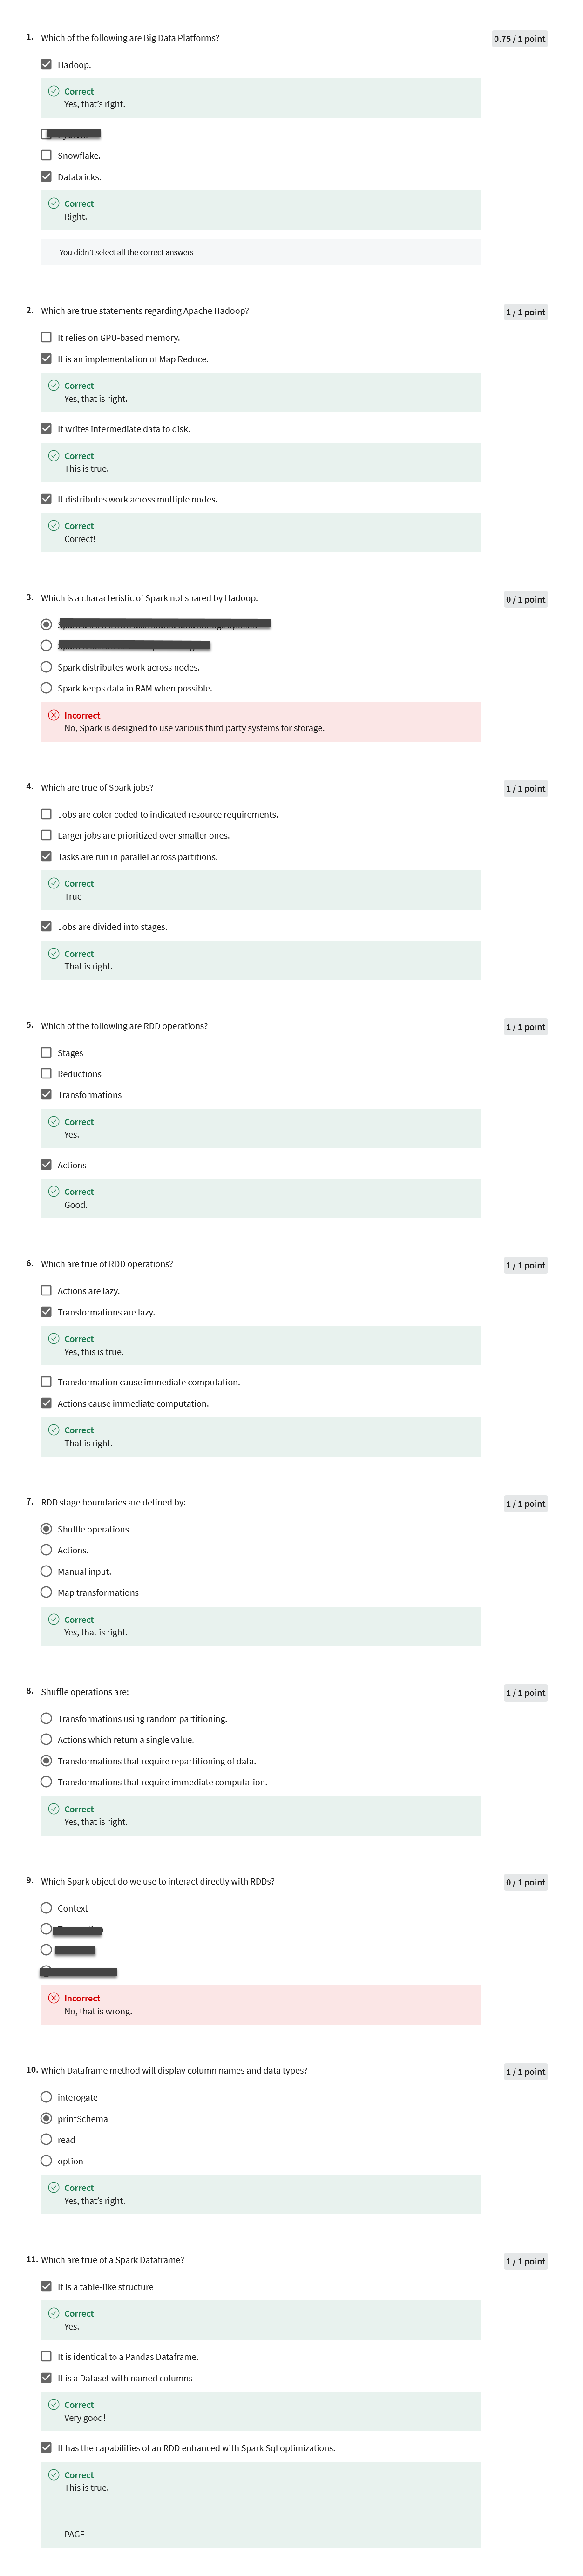 1. Which of the following are Big Data Platforms?
0.75 / 1 point
Hadoop.
Correct
Yes, that's right.
Snowflake.
Databricks.
Correct
Right.
You didn't select all the correct answers
2. Which are true statements regarding Apache Hadoop?
1 / 1 point
It relies on GPU-based memory.
It is an implementation of Map Reduce.
Correct
Yes, that is right.
It writes intermediate data to disk.
Correct
This is true.
It distributes work across multiple nodes.
Correct
Correct!
3. Which is a characteristic of Spark not shared by Hadoop.
0 / 1 point
Spark distributes work across nodes.
Spark keeps data in RAM when possible.
Incorrect
No, Spark is designed to use various third party systems for storage.
4. Which are true of Spark jobs?
1 / 1 point
Jobs are color coded to indicated resource requirements.
Larger jobs are prioritized over smaller ones.
Tasks are run in parallel across partitions.
Correct
True
Jobs are divided into stages.
Correct
That is right.
5. Which of the following are RDD operations?
1 / 1 point
Stages
Reductions
Transformations
Correct
Yes.
Actions
Correct
Good.
6. Which are true of RDD operations?
1 / 1 point
Actions are lazy.
Transformations are lazy.
Correct
Yes, this is true.
Transformation cause immediate computation.
Actions cause immediate computation.
Correct
That is right.
7. RDD stage boundaries are defined by:
1 / 1 point
Shuffle operations
Actions.
Manual input.
Map transformations
Correct
Yes, that is right.
8. Shuffle operations are:
1 / 1 point
Transformations using random partitioning.
Actions which return a single value.
Transformations that require repartitioning of data.
Transformations that require immediate computation.
Correct
Yes, that is right.
9. Which Spark object do we use to interact directly with RDDs?
0 / 1 point
Context
Incorrect
No, that is wrong.
10. Which Dataframe method will display column names and data types?
1 / 1 point
interogate
printSchema
read
option
Correct
Yes, that's right.
11. Which are true of a Spark Dataframe?
1 / 1 point
It is a table-like structure
Correct
Yes.
It is identical to a Pandas Dataframe.
It is a Dataset with named columns
Correct
Very good!
It has the capabilities of an RDD enhanced with Spark Sql optimizations.
Correct
This is true.
PAGE